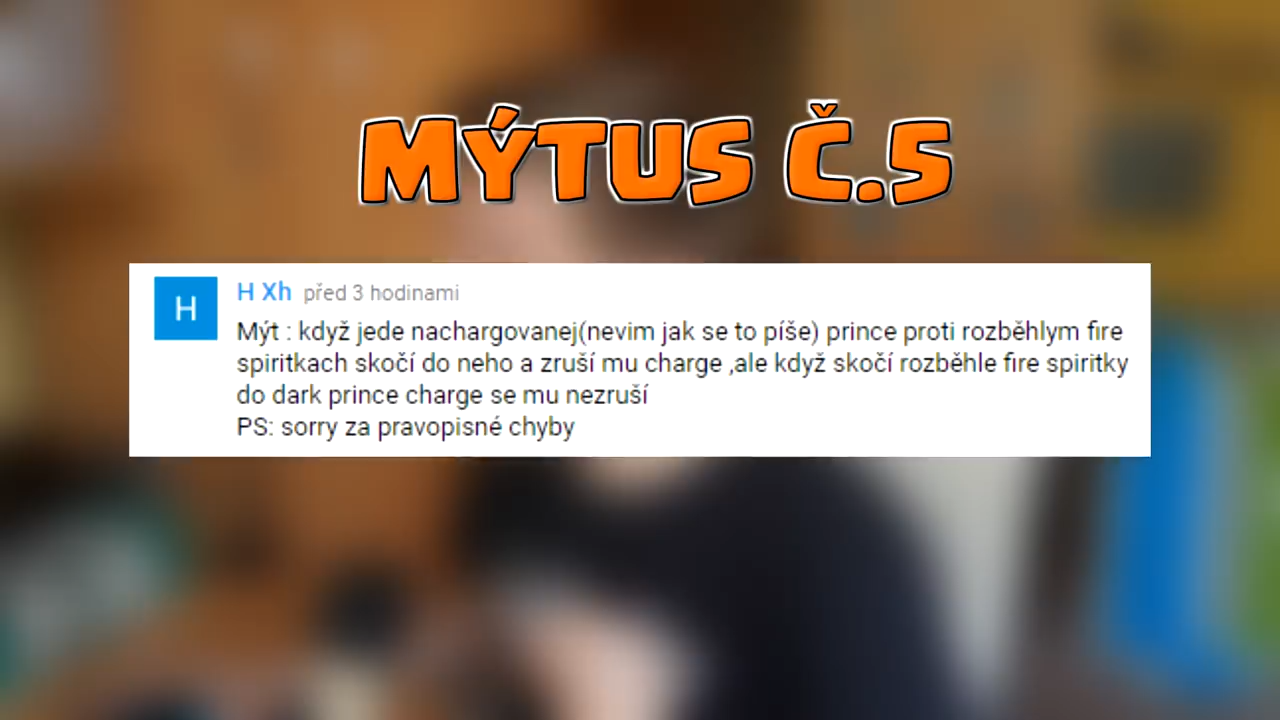 MÝTUS Č.5
H
H Xh před 3 hodinami
Mýt : když jede nachargovanej(nevim jak se to píše) prince proti rozběhlym fire
spiritkach skočí do neho a zruší mu charge ,ale když skočí rozběhle fire spiritky
do dark prince charge se mu nezruší
PS: sorry za pravopisné chyby